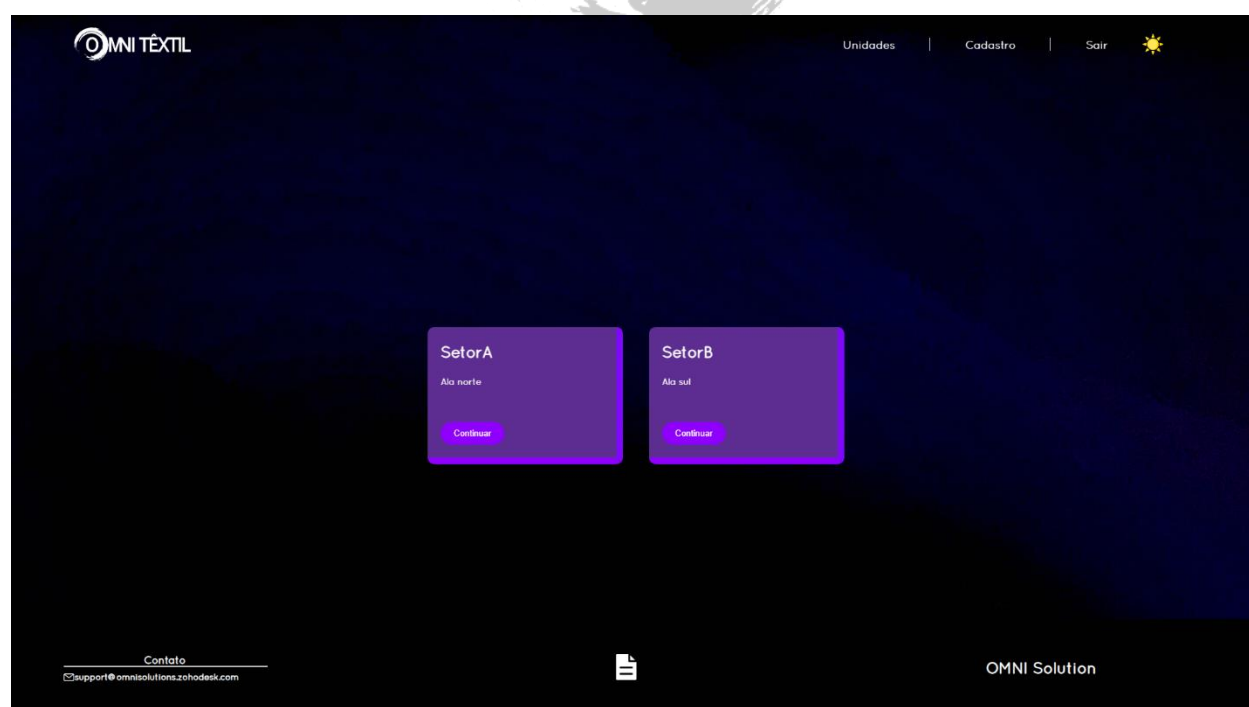 OMNI TÊXTIL
Unidades | Cadastro | Sair
SetorA
Ala norte
Continuar
SetorB
Ala sul
Continuar
Contato
support@omnisolutions.zohodesk.com
OMNI Solution